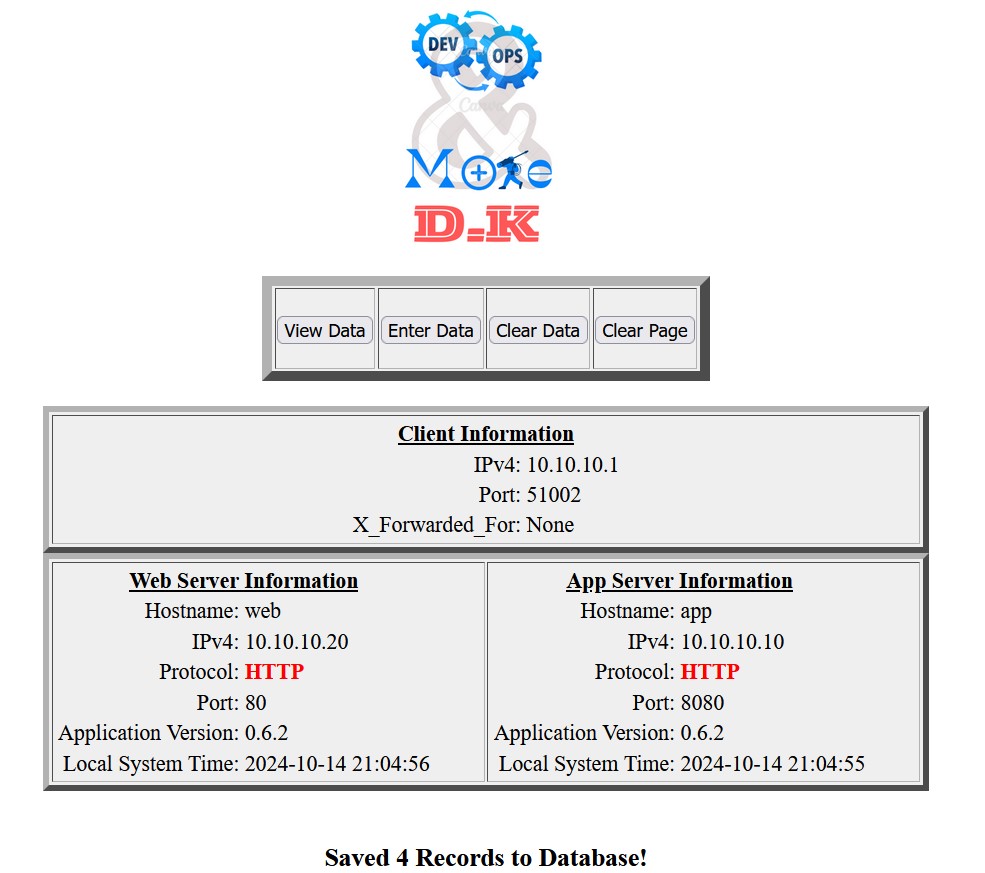 DEV
OPS
&
Canva
More
D.K
View Data Enter Data Clear Data Clear Page
Client Information
IPv4: 10.10.10.1
Port: 51002
X_Forwarded_For: None
Web Server Information
Hostname: web
IPv4: 10.10.10.20
Protocol: HTTP
Port: 80
Application Version: 0.6.2
Local System Time: 2024-10-14 21:04:56
App Server Information
Hostname: app
IPv4: 10.10.10.10
Protocol: HTTP
Port: 8080
Application Version: 0.6.2
Local System Time: 2024-10-14 21:04:55
Saved 4 Records to Database!